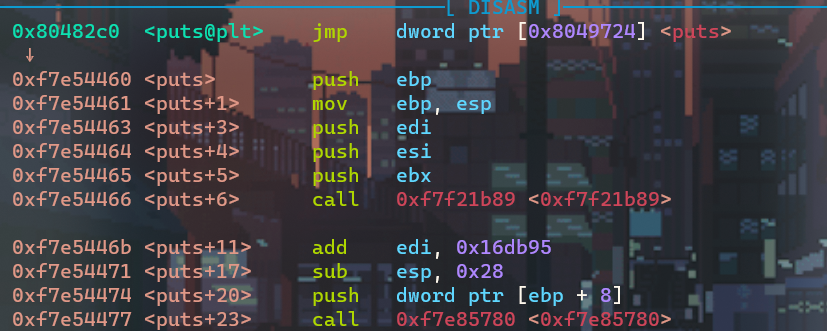 [ DISASM ]
0x80482c0 <puts@plt> jmp dword ptr [0x8049724] <puts>
↓
0xf7e54460 <puts> push ebp
0xf7e54461 <puts+1> mov ebp, esp
0xf7e54463 <puts+3> push edi
0xf7e54464 <puts+4> push esi
0xf7e54465 <puts+5> push ebx
0xf7e54466 <puts+6> call 0xf7f21b89 <0xf7f21b89>
0xf7e5446b <puts+11> add edi, 0x16db95
0xf7e54471 <puts+17> sub esp, 0x28
0xf7e54474 <puts+20> push dword ptr [ebp + 8]
0xf7e54477 <puts+23> call 0xf7e85780 <0xf7e85780>